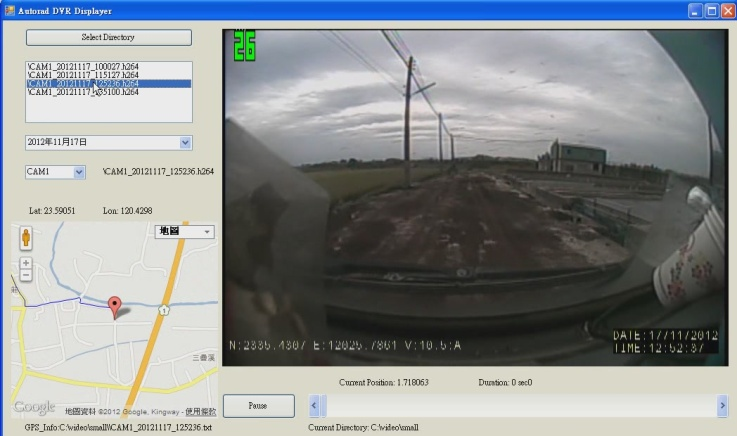 Autorad DVR Displayer
Select Directory
\CAM1_20121117_100027.h264
\CAM1_20121117_115127.h264
\CAM1_20121117_125236.h264
\CAM1_20121117_135100.h264
2012年11月17日
CAM1
\CAM1_20121117_125236.h264
Lat: 23.59051
Lon: 120.4298
地圖
1
三疊溪
Google
地圖資料 ©2012 Google, Kingway - 使用條款
GPS_Info:C:\video\small\\CAM1_20121117_125236.txt
26
N:2335.4307 E:12025.7861 V:10.5:A
DATE:17/11/2012
TIME:12:52:37
Current Position: 1.718063
Duration: 0 sec0
Pause
Current Directory: C:\video\small